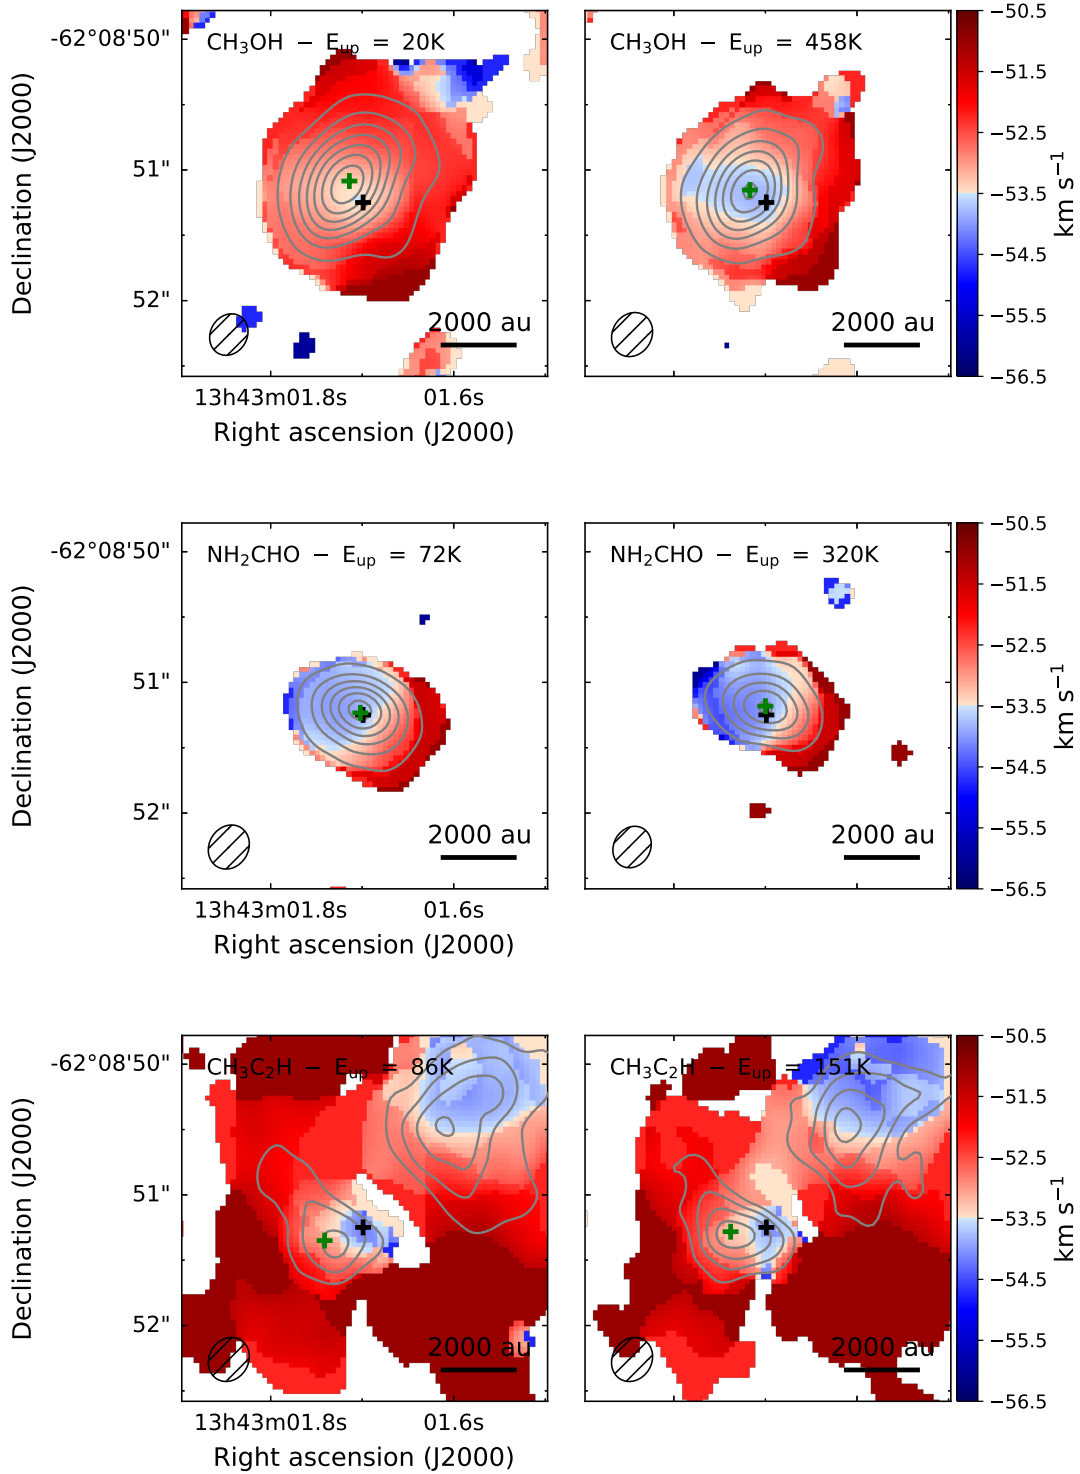 CH₃OH − Eᵤₚ = 20K
CH₃OH − Eᵤₚ = 458K
-62°08'50"
51"
52"
Declination (J2000)
2000 au
2000 au
13h43m01.8s
01.6s
Right ascension (J2000)
−50.5
−51.5
−52.5
−53.5
−54.5
−55.5
−56.5
km s⁻¹
NH₂CHO − Eᵤₚ = 72K
NH₂CHO − Eᵤₚ = 320K
-62°08'50"
51"
52"
Declination (J2000)
2000 au
2000 au
13h43m01.8s
01.6s
Right ascension (J2000)
−50.5
−51.5
−52.5
−53.5
−54.5
−55.5
−56.5
km s⁻¹
CH₃C₂H − Eᵤₚ = 86K
CH₃C₂H − Eᵤₚ = 151K
-62°08'50"
51"
52"
Declination (J2000)
2000 au
2000 au
13h43m01.8s
01.6s
Right ascension (J2000)
−50.5
−51.5
−52.5
−53.5
−54.5
−55.5
−56.5
km s⁻¹